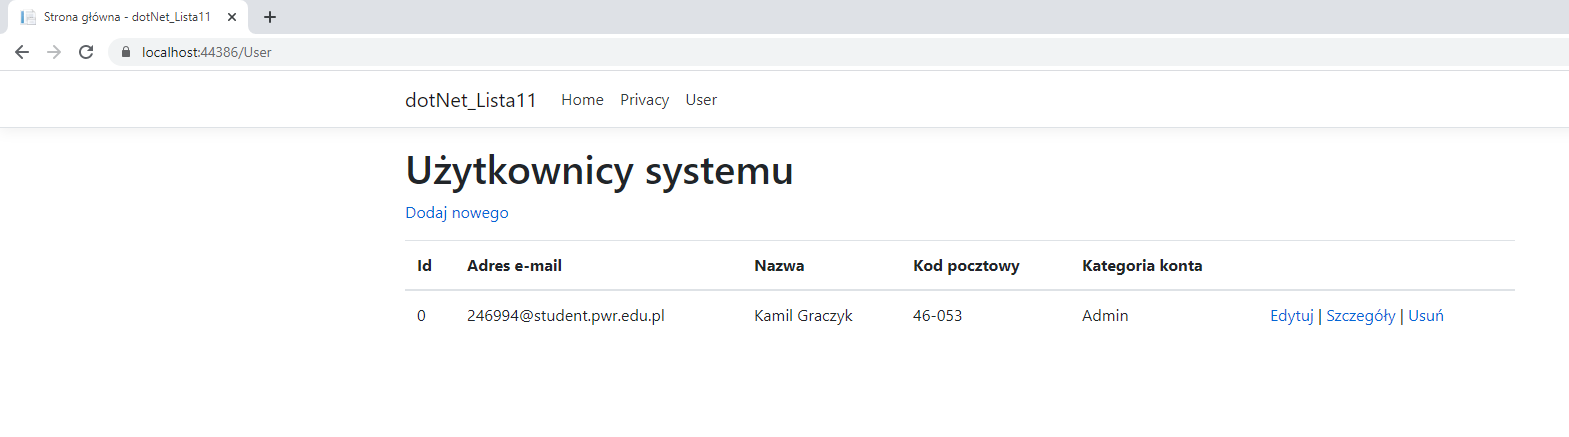 Strona główna - dotNet_Lista11
localhost:44386/User
dotNet_Lista11 Home Privacy User
Użytkownicy systemu
Dodaj nowego
Id Adres e-mail Nazwa Kod pocztowy Kategoria konta
0 246994@student.pwr.edu.pl Kamil Graczyk 46-053 Admin Edytuj | Szczegóły | Usuń